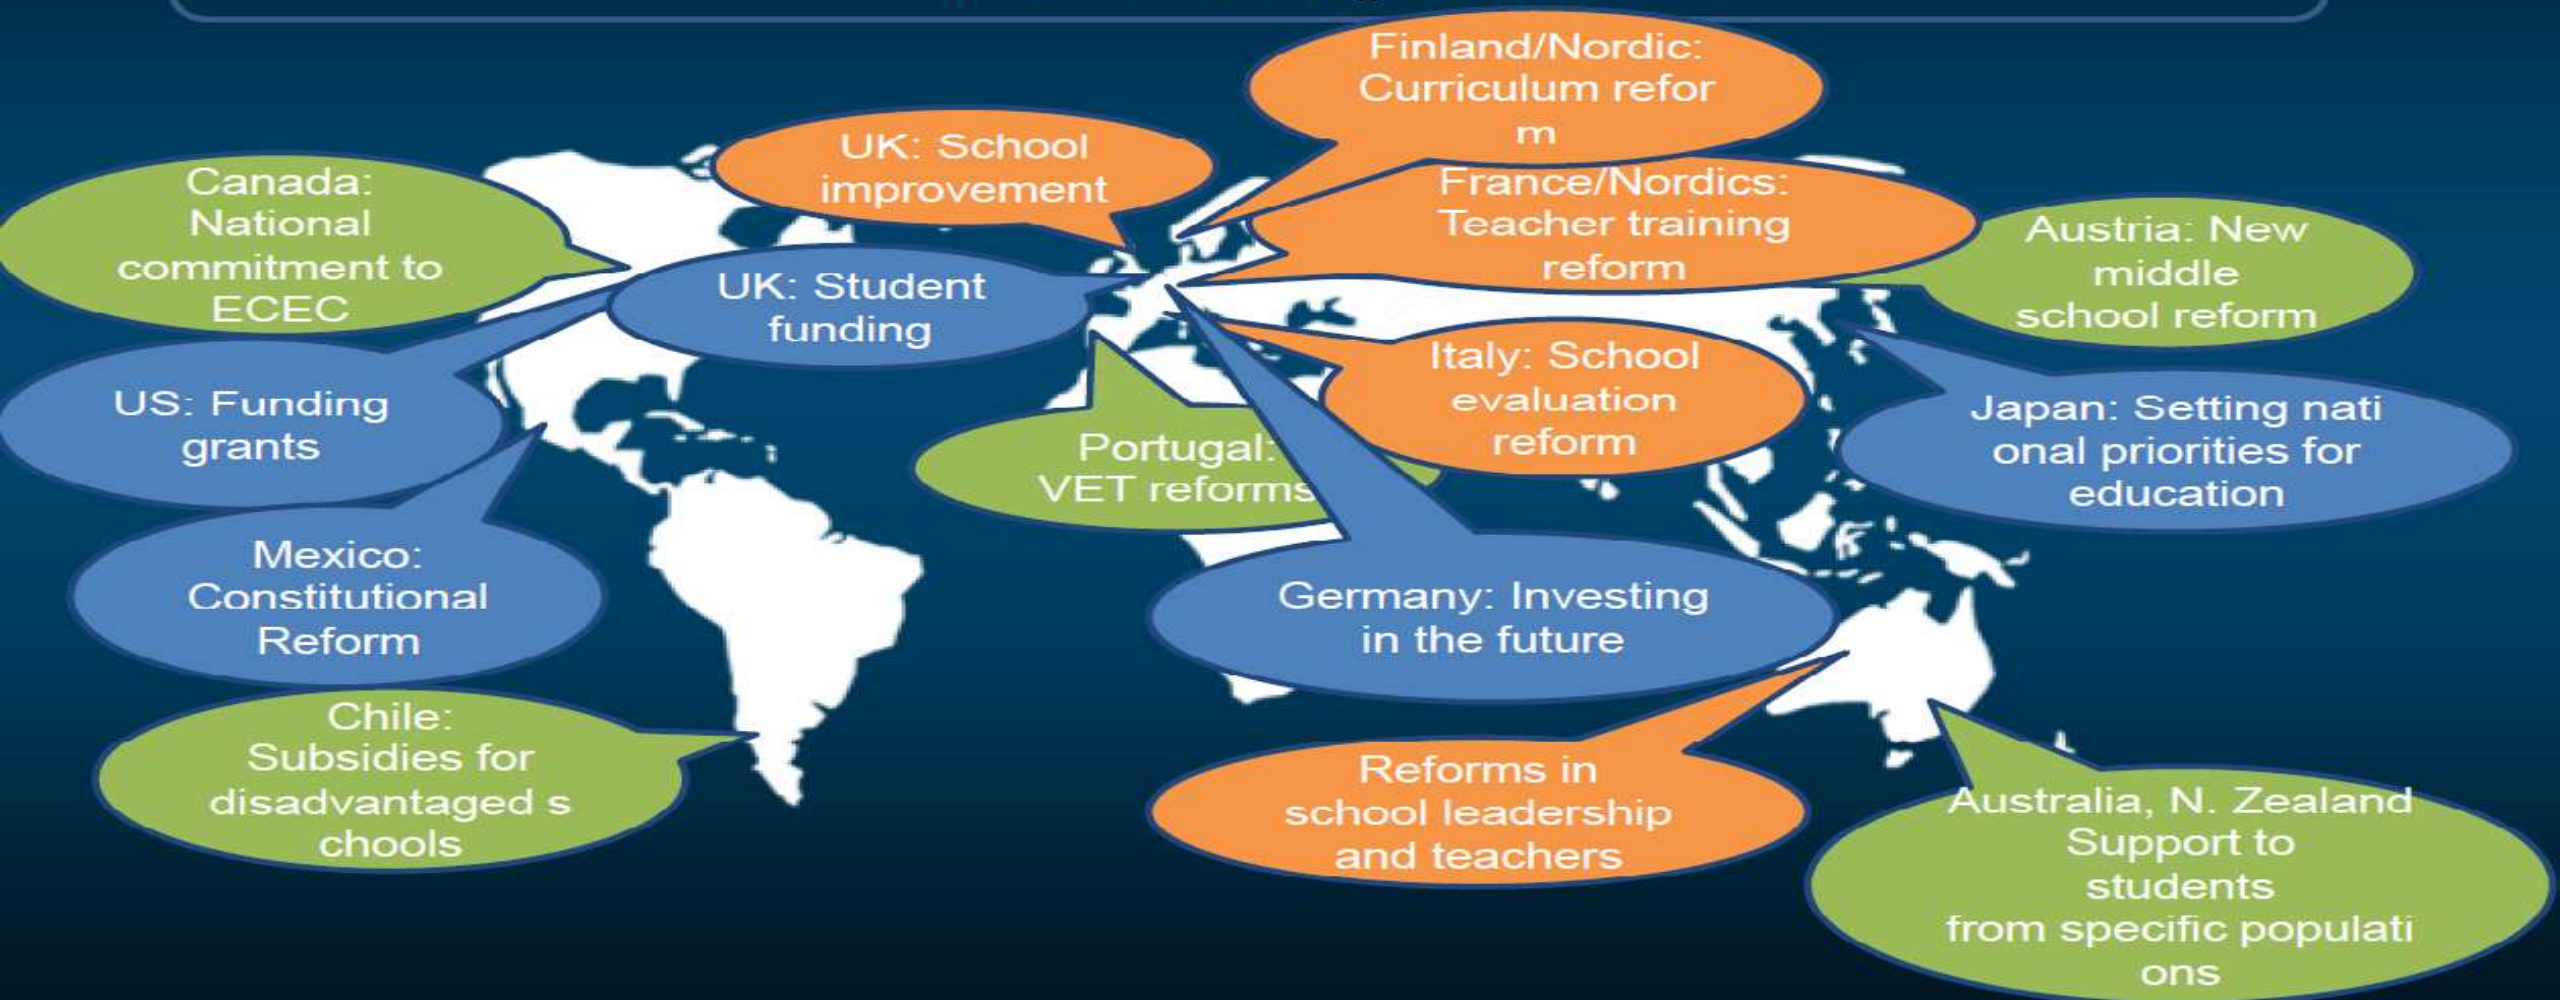 Finland/Nordic:
Curriculum refor
m
UK: School
improvement
Canada:
National
commitment to
ECEC
France/Nordics:
Teacher training
reform
Austria: New
middle
school reform
UK: Student
funding
US: Funding
grants
Italy: School
evaluation
reform
Japan: Setting nati
onal priorities for
education
Portugal:
VET reforms
Mexico:
Constitutional
Reform
Germany: Investing
in the future
Chile:
Subsidies for
disadvantaged s
chools
Reforms in
school leadership
and teachers
Australia, N. Zealand
Support to
students
from specific populati
ons